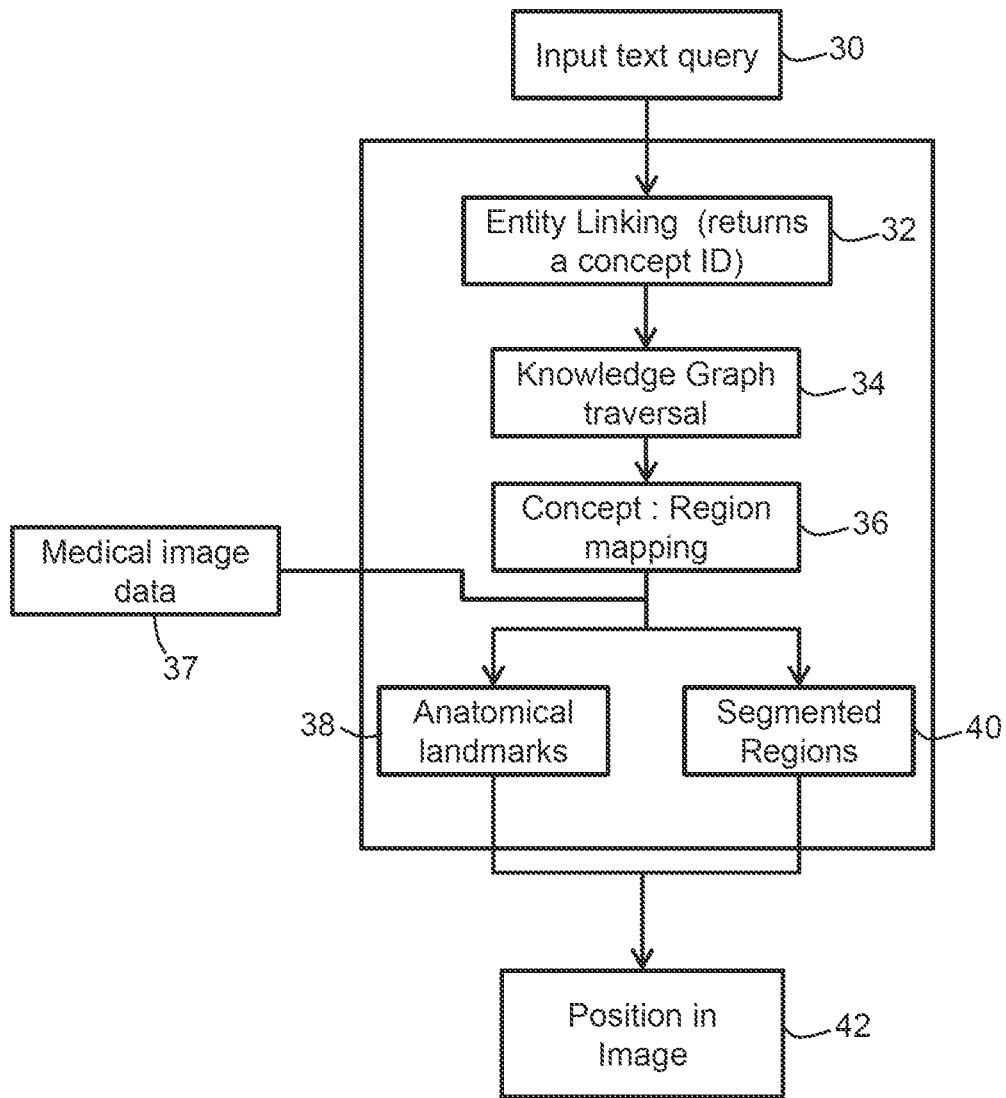 Input text query
30
Entity Linking (returns
a concept ID)
32
Knowledge Graph
traversal
34
Concept : Region
mapping
36
Medical image
data
37
Anatomical
landmarks
38
Segmented
Regions
40
Position in
Image
42